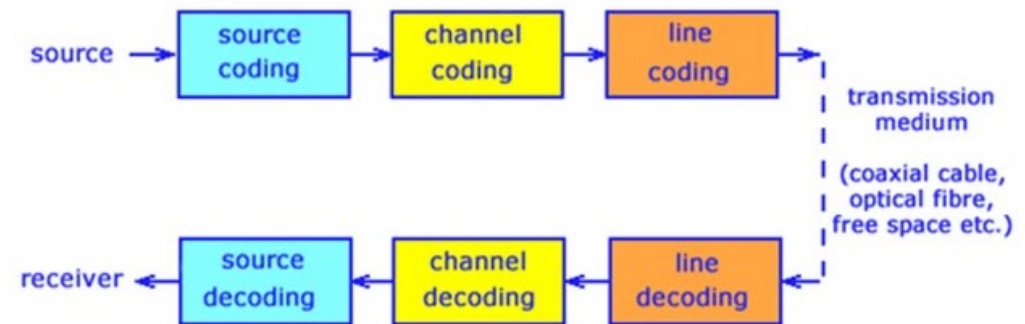 source
source
coding
channel
coding
line
coding
transmission
medium
(coaxial cable,
optical fibre,
free space etc.)
receiver
source
decoding
channel
decoding
line
decoding